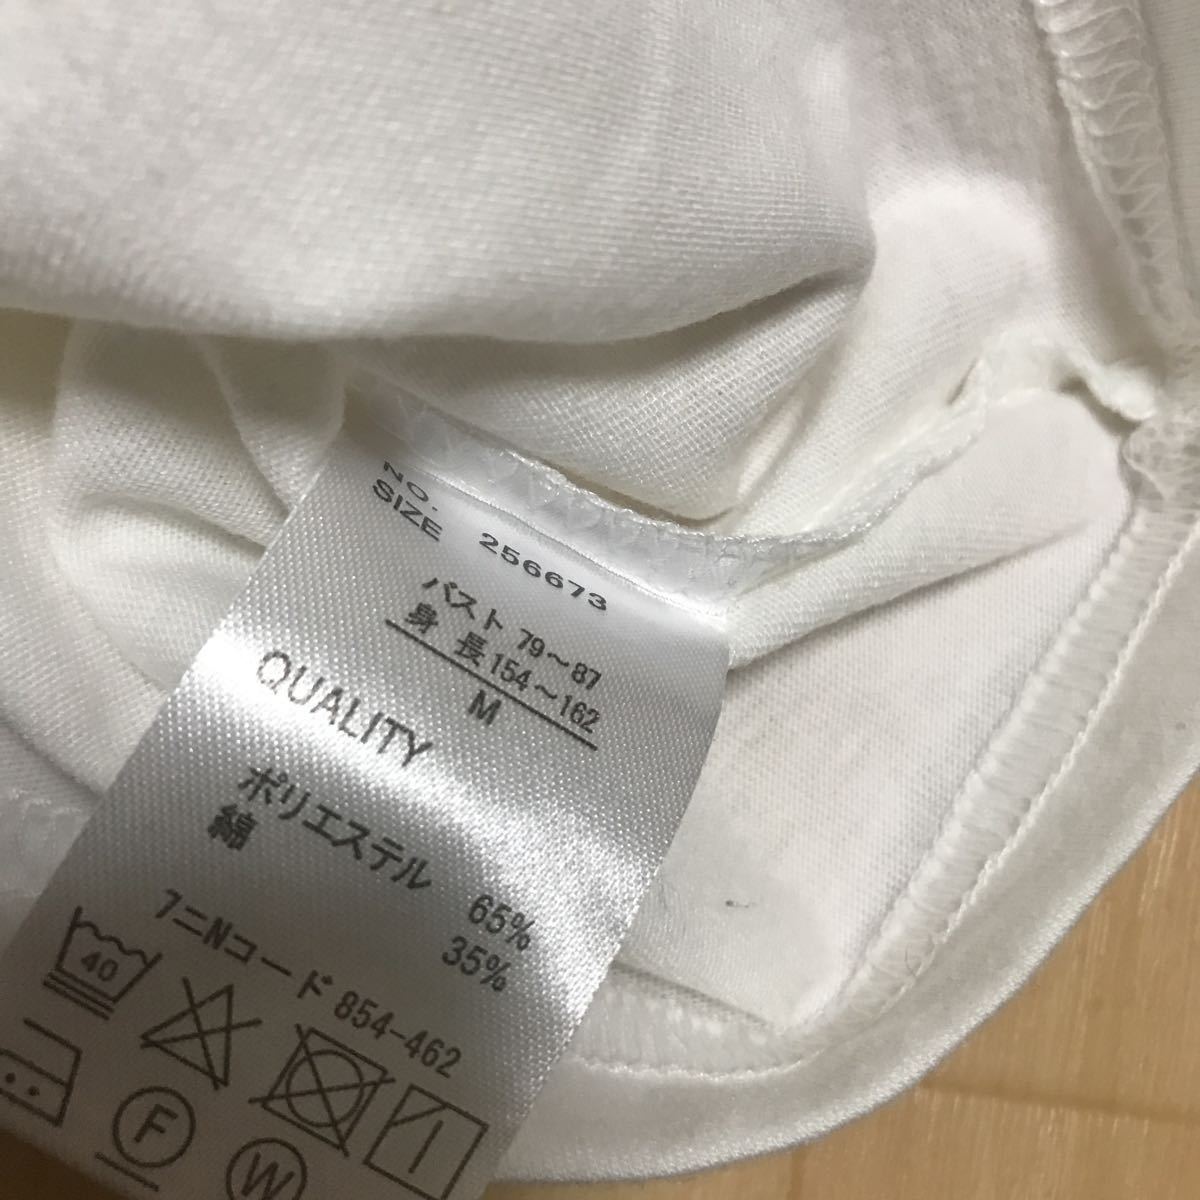 NO. 256673
SIZE
バスト 79～87
身 長 154～162
M
QUALITY
ポリエステル 65%
綿 35%
7ニNコード 854-462
40
F
W